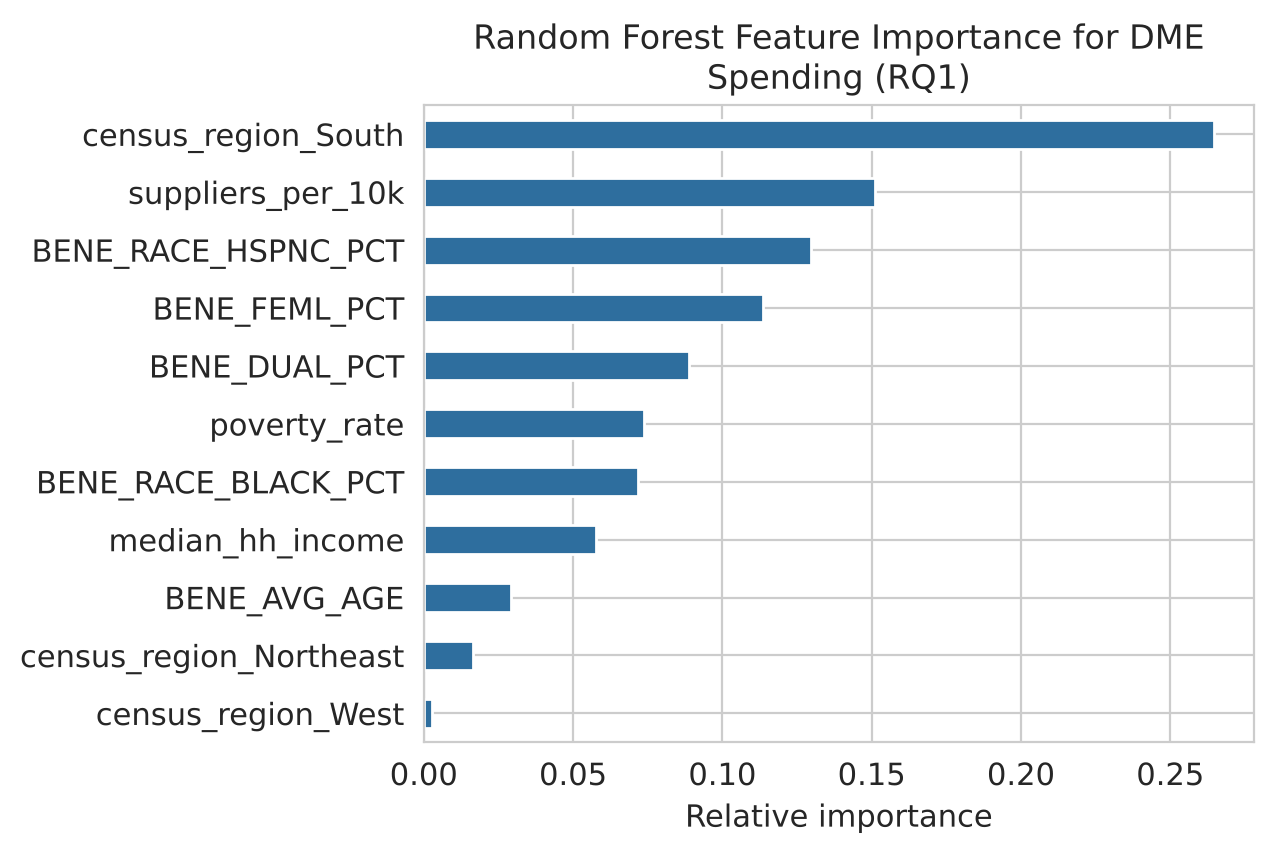 Random Forest Feature Importance for DME
Spending (RQ1)
census_region_South
suppliers_per_10k
BENE_RACE_HSPNC_PCT
BENE_FEML_PCT
BENE_DUAL_PCT
poverty_rate
BENE_RACE_BLACK_PCT
median_hh_income
BENE_AVG_AGE
census_region_Northeast
census_region_West
0.00 0.05 0.10 0.15 0.20 0.25
Relative importance